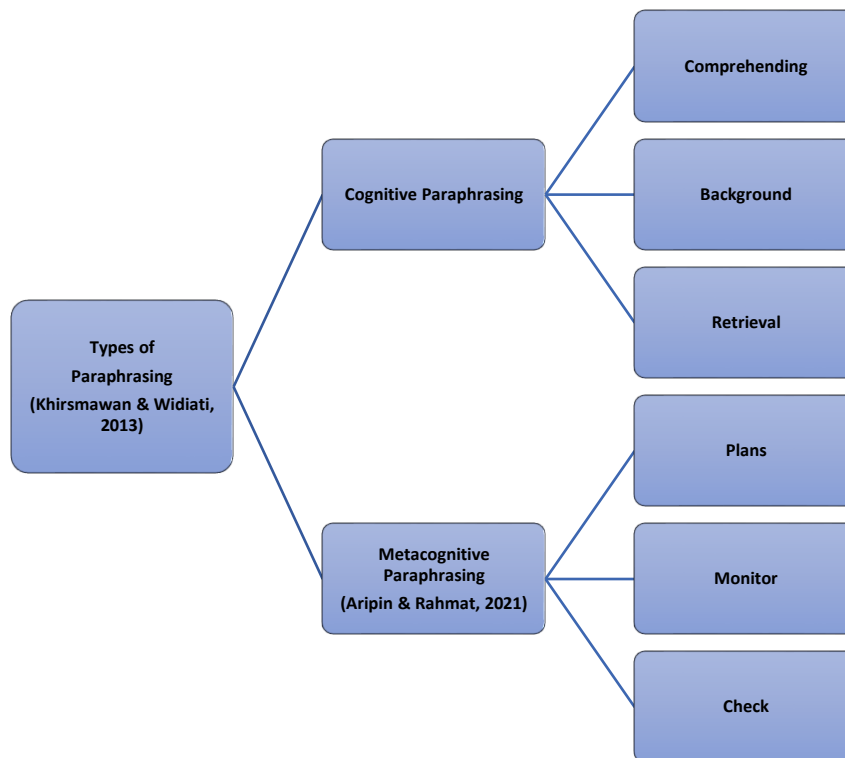 Types of
Paraphrasing
(Khirsmawan & Widiati,
2013)
Cognitive Paraphrasing
Comprehending
Background
Retrieval
Metacognitive
Paraphrasing
(Aripin & Rahmat, 2021)
Plans
Monitor
Check